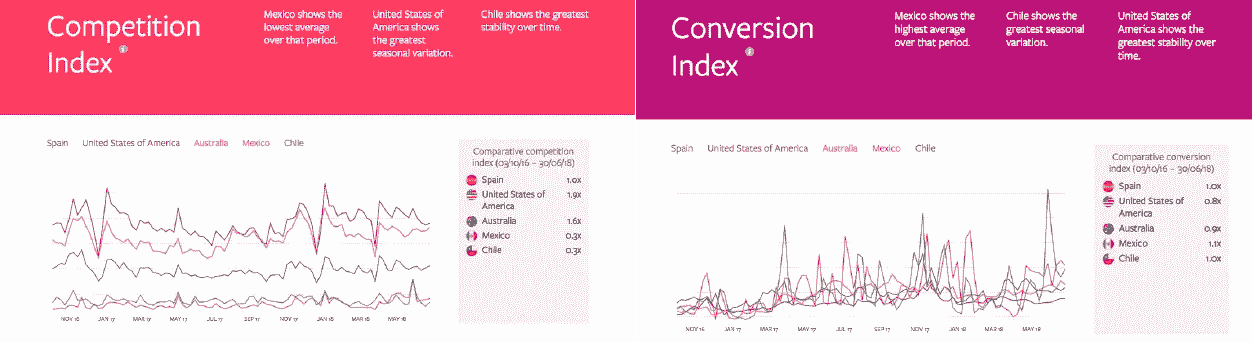 Competition
Index
Mexico shows the
lowest average
over that period.
United States of
America shows
the greatest
seasonal variation.
Chile shows the greatest
stability over time.
Spain United States of America Australia Mexico Chile
Comparative competition
index (03/10/16 – 30/06/18)
Spain 1.0x
United States of 1.9x
America
Australia 1.6x
Mexico 0.3x
Chile 0.3x
NOV 16 JAN 17 MAR 17 MAY 17 JUL 17 SEP 17 NOV 17 JAN 18 MAR 18 MAY 18
Conversion
Index
Mexico shows the
highest average
over that period.
Chile shows the
greatest seasonal
variation.
United States of
America shows the
greatest stability over
time.
Spain United States of America Australia Mexico Chile
Comparative conversion
index (03/10/16 – 30/06/18)
Spain 1.0x
United States of 0.8x
America
Australia 0.9x
Mexico 1.1x
Chile 1.0x
NOV 16 JAN 17 MAR 17 MAY 17 JUL 17 SEP 17 NOV 17 JAN 18 MAR 18 MAY 18